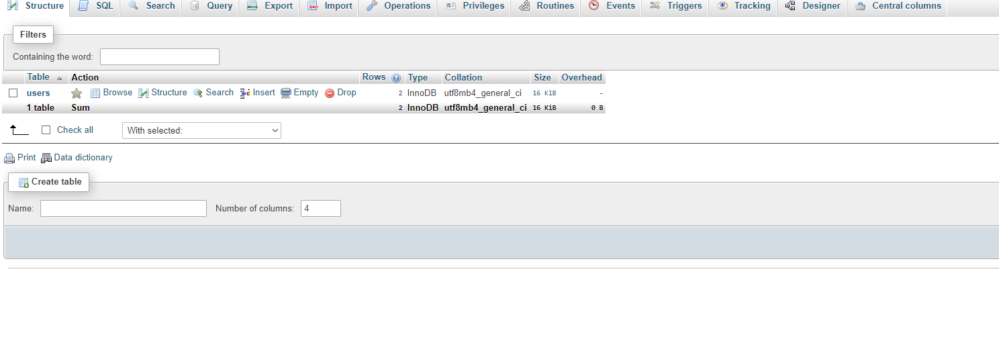 Structure SQL Search Query Export Import Operations Privileges Routines Events Triggers Tracking Designer Central columns
Filters
Containing the word:
Table Action Rows Type Collation Size Overhead
users Browse Structure Search Insert Empty Drop 2 InnoDB utf8mb4_general_ci 16 KiB -
1 table Sum 2 InnoDB utf8mb4_general_ci 16 KiB 0 B
Check all With selected:
Print Data dictionary
Create table
Name: Number of columns: 4